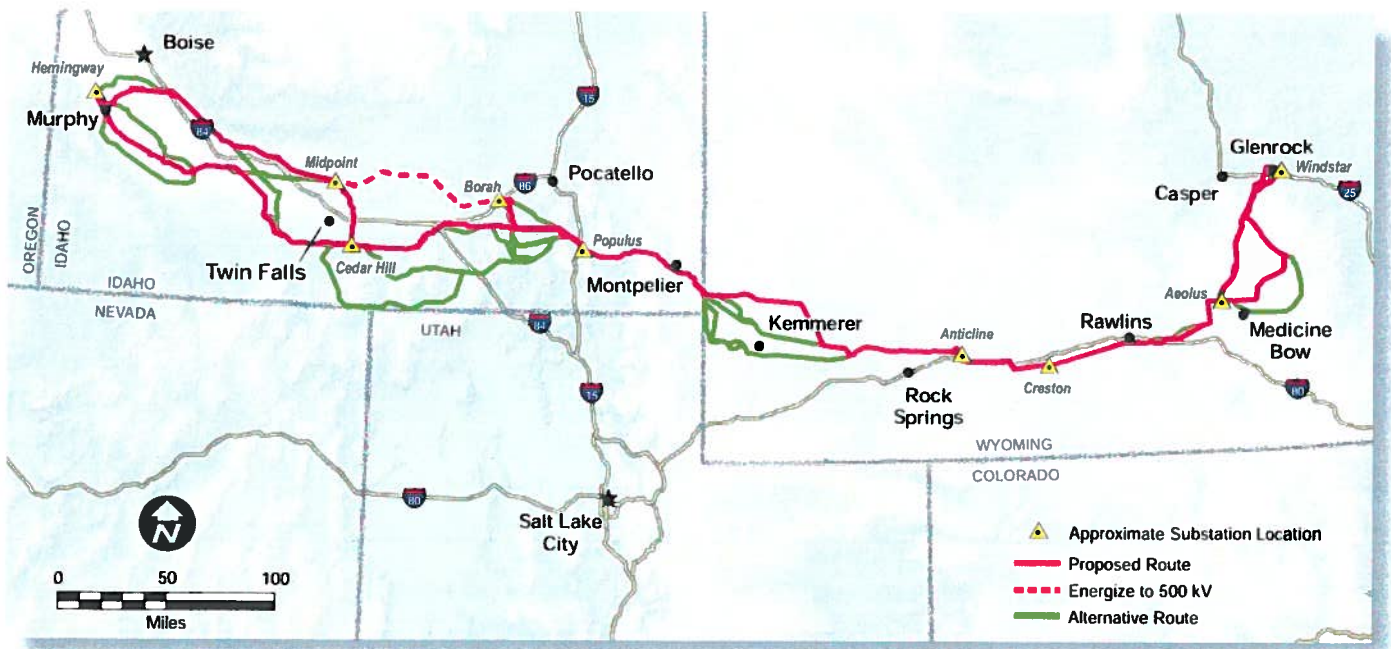 Boise
Hemingway
Murphy
84
Midpoint
Borah
86
Pocatello
15
OREGON
IDAHO
Twin Falls
Cedar Hill
Populus
Montpelier
IDAHO
NEVADA
UTAH
84
15
Kemmerer
Anticline
Rock
Springs
Creston
Rawlins
Aeolus
Medicine
Bow
Glenrock
Windstar
Casper
25
80
WYOMING
COLORADO
80
Salt Lake
City
N
0 50 100
Miles
Approximate Substation Location
Proposed Route
Energize to 500 kV
Alternative Route